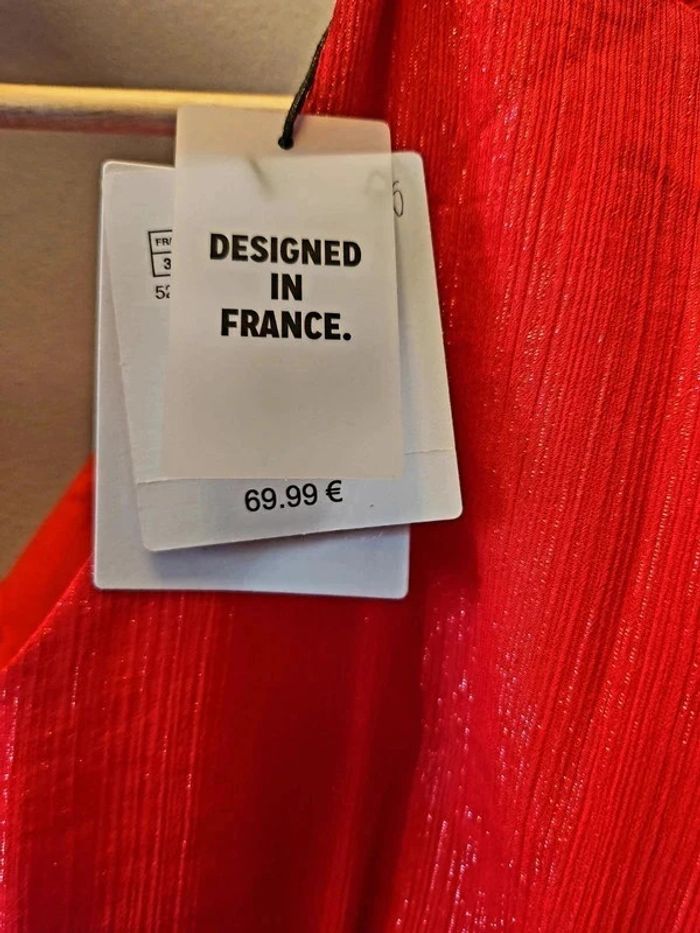 DESIGNED
IN
FRANCE.
69.99 €